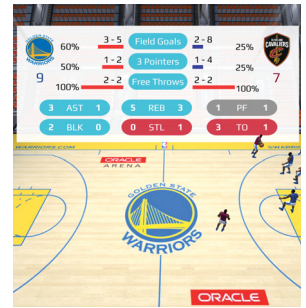 3 - 5 Field Goals 2 - 8
60% 25%
1 - 2 3 Pointers 1 - 4
50% 25%
9 7
2 - 2 Free Throws 2 - 2
100% 100%
3 AST 1 5 REB 3 1 PF 1
2 BLK 0 0 STL 1 3 TO 1
WARRIORS.COM
ORACLE
ARENA
GOLDEN STATE
WARRIORS
ORACLE